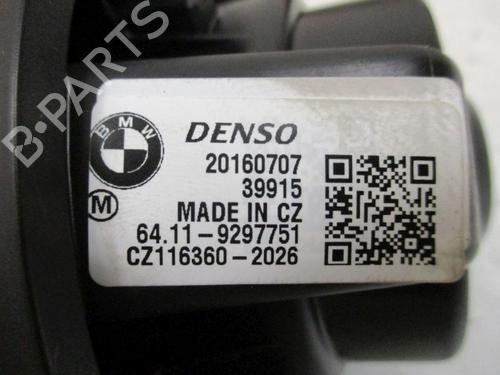 B-PARTS
BMW
DENSO
20160707
39915
M
MADE IN CZ
64.11-9297751
CZ116360-2026